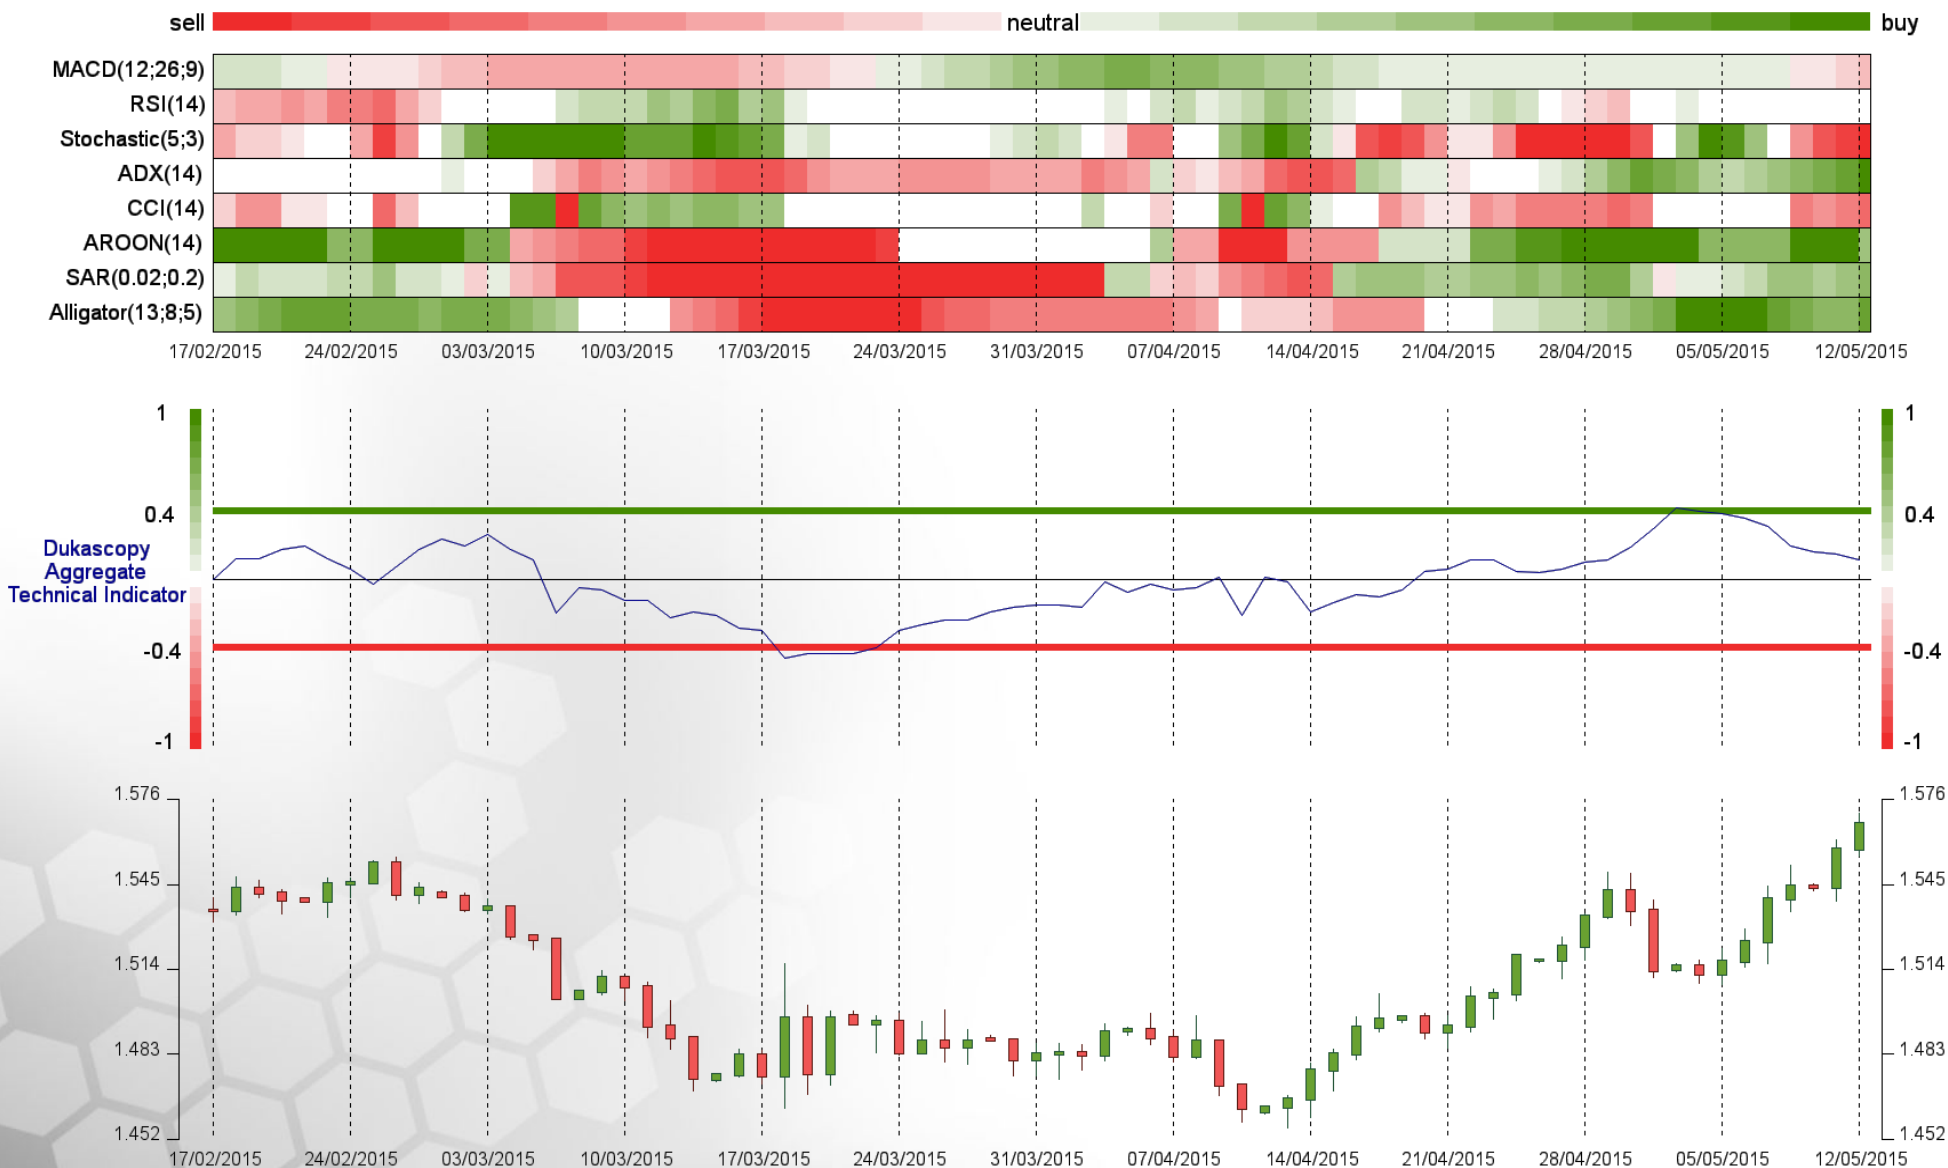 sell neutral buy
MACD(12;26;9)
RSI(14)
Stochastic(5;3)
ADX(14)
CCI(14)
AROON(14)
SAR(0.02;0.2)
Alligator(13;8;5)
17/02/2015 24/02/2015 03/03/2015 10/03/2015 17/03/2015 24/03/2015 31/03/2015 07/04/2015 14/04/2015 21/04/2015 28/04/2015 05/05/2015 12/05/2015
1 1
0.4 0.4
Dukascopy
Aggregate
Technical Indicator
-0.4 -0.4
-1 -1
1.576 1.576
1.545 1.545
1.514 1.514
1.483 1.483
1.452 1.452
17/02/2015 24/02/2015 03/03/2015 10/03/2015 17/03/2015 24/03/2015 31/03/2015 07/04/2015 14/04/2015 21/04/2015 28/04/2015 05/05/2015 12/05/2015